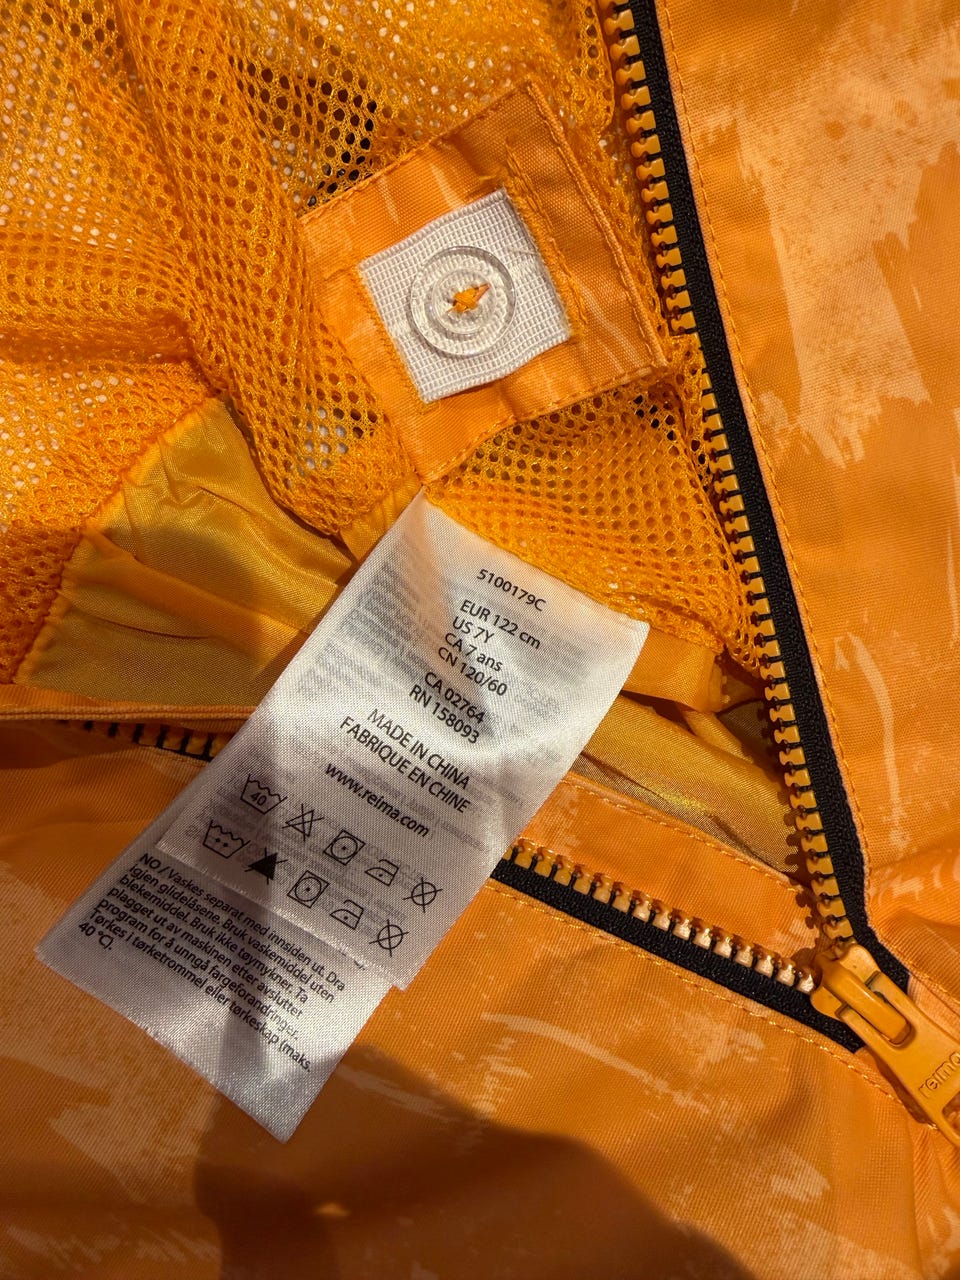 5100179C
EUR 122 cm
US 7Y
CA 7 ans
CN 120/60
CA 02764
RN 158093
MADE IN CHINA
FABRIQUE EN CHINE
www.reima.com
40
NO / Vaskes separat med innsiden ut. Dra
igjen glidelåsene. Bruk vaskemiddel uten
blekemiddel. Bruk ikke tøymykner. Ta
plagget ut av maskinen etter avsluttet
program for å unngå fargeforandringer.
Tørkes i tørketrommel eller tørkeskap (maks.
40 °C).
reima